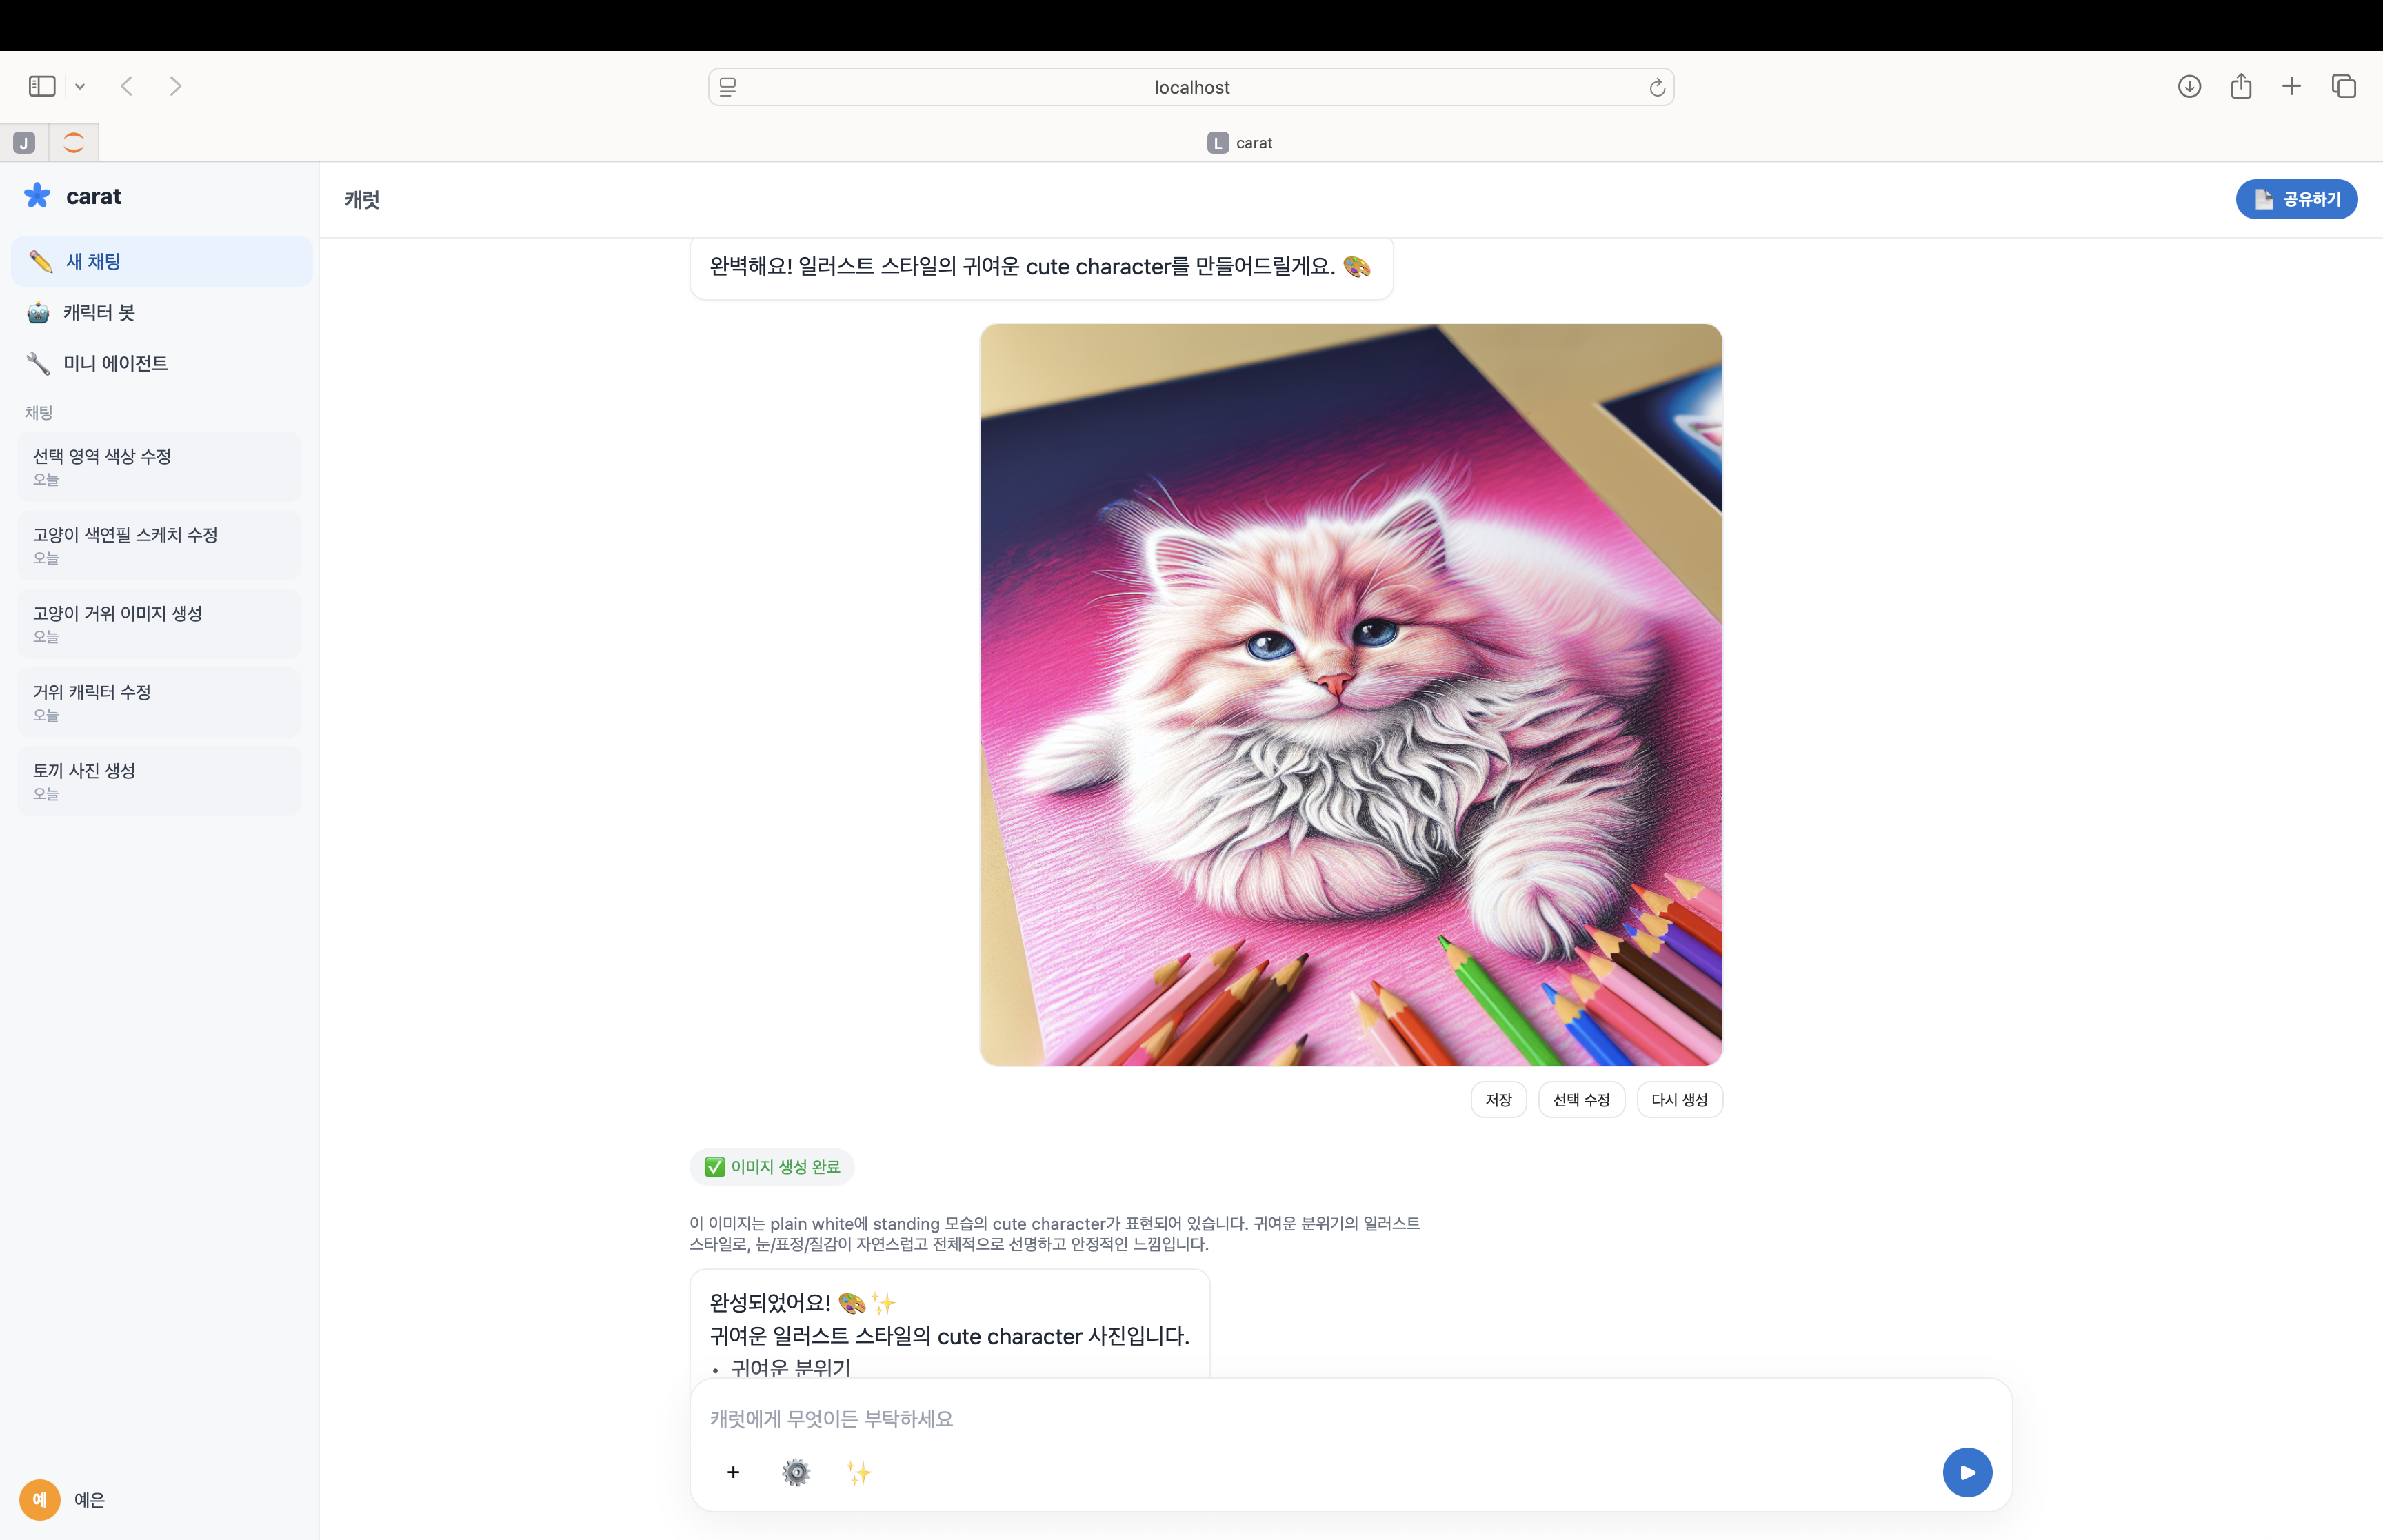 localhost
J
L carat
carat
새 채팅
캐릭터 봇
미니 에이전트
채팅
선택 영역 색상 수정
오늘
고양이 색연필 스케치 수정
오늘
고양이 거위 이미지 생성
오늘
거위 캐릭터 수정
오늘
토끼 사진 생성
오늘
예 예은
캐럿
공유하기
완벽해요! 일러스트 스타일의 귀여운 cute character를 만들어드릴게요. 🎨
저장 선택 수정 다시 생성
✅ 이미지 생성 완료
이 이미지는 plain white에 standing 모습의 cute character가 표현되어 있습니다. 귀여운 분위기의 일러스트
스타일로, 눈/표정/질감이 자연스럽고 전체적으로 선명하고 안정적인 느낌입니다.
완성되었어요! 🎨✨
귀여운 일러스트 스타일의 cute character 사진입니다.
• 귀여운 분위기
캐럿에게 무엇이든 부탁하세요